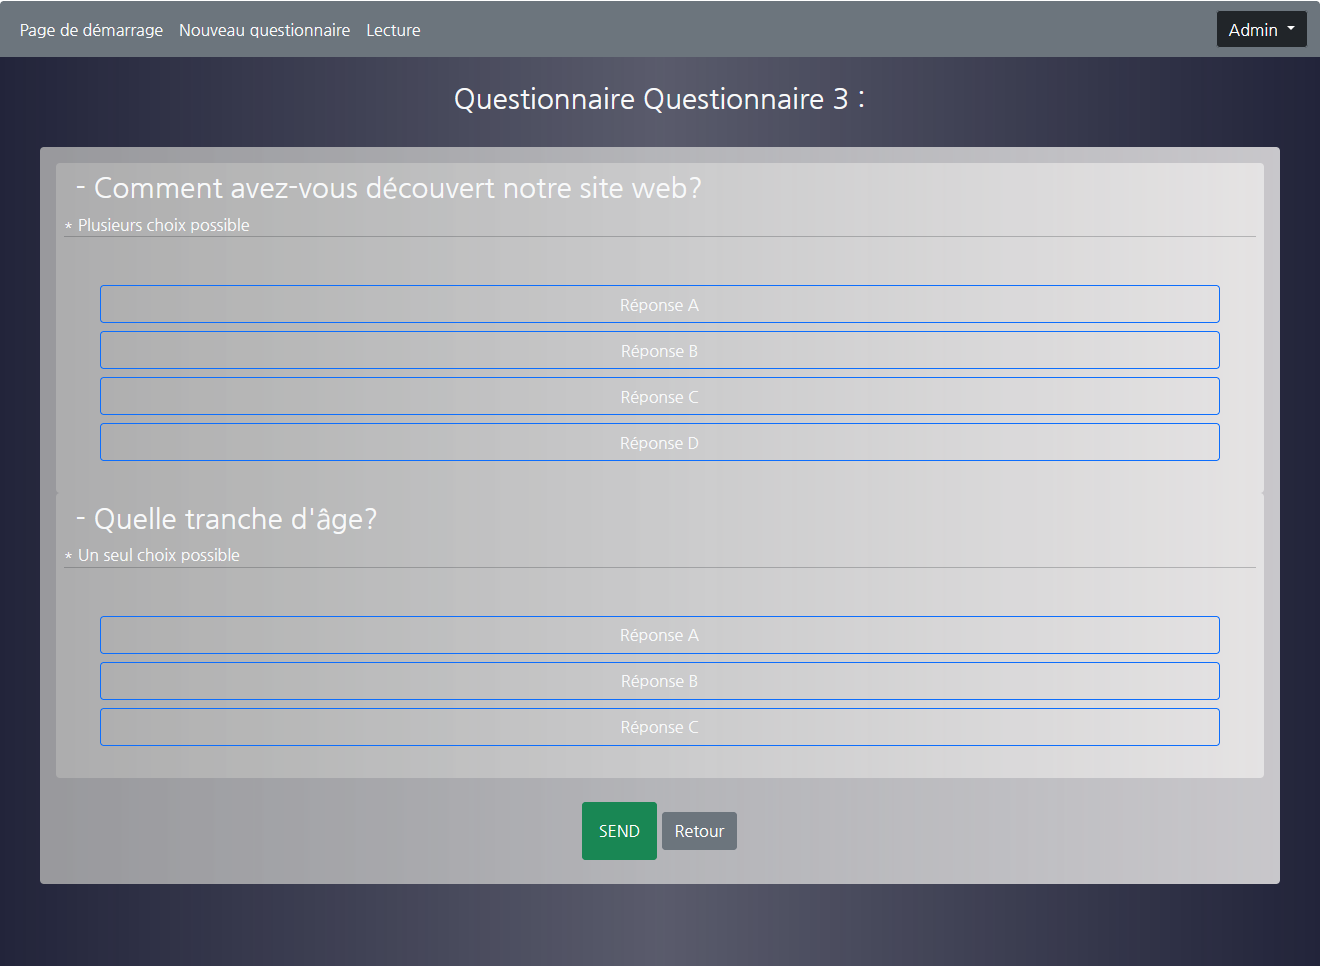 Page de démarrage Nouveau questionnaire Lecture Admin
Questionnaire Questionnaire 3 :
- Comment avez-vous découvert notre site web?
* Plusieurs choix possible
Réponse A
Réponse B
Réponse C
Réponse D
- Quelle tranche d'âge?
* Un seul choix possible
Réponse A
Réponse B
Réponse C
SEND Retour